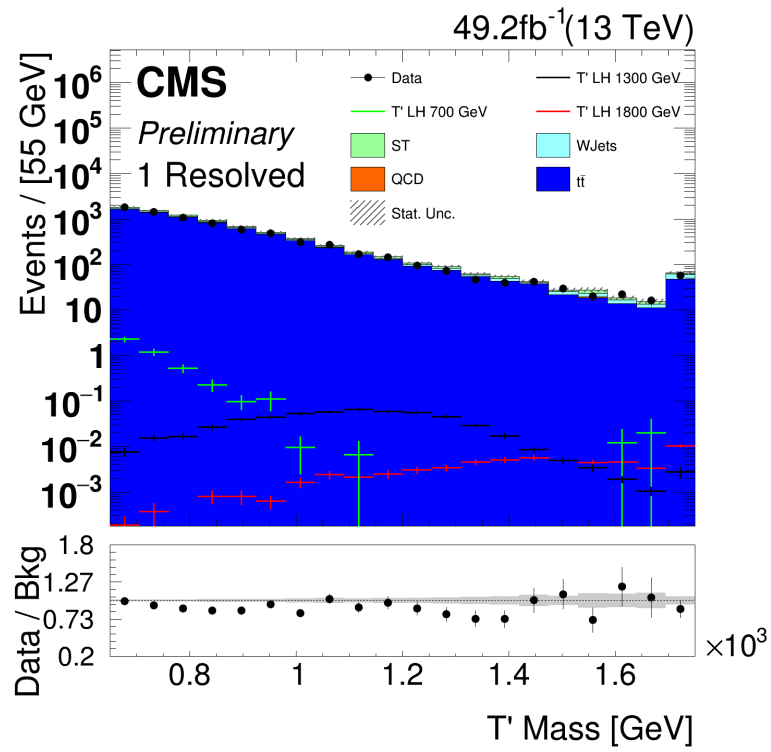 49.2fb⁻¹(13 TeV)
CMS
Preliminary
1 Resolved
Data
T' LH 1300 GeV
T' LH 700 GeV
T' LH 1800 GeV
ST
WJets
QCD
tt̄
Stat. Unc.
Events / [55 GeV]
10⁶
10⁵
10⁴
10³
10²
10
1
10⁻¹
10⁻²
10⁻³
Data / Bkg
1.8
1.27
0.73
0.2
0.8 1 1.2 1.4 1.6
×10³
T' Mass [GeV]